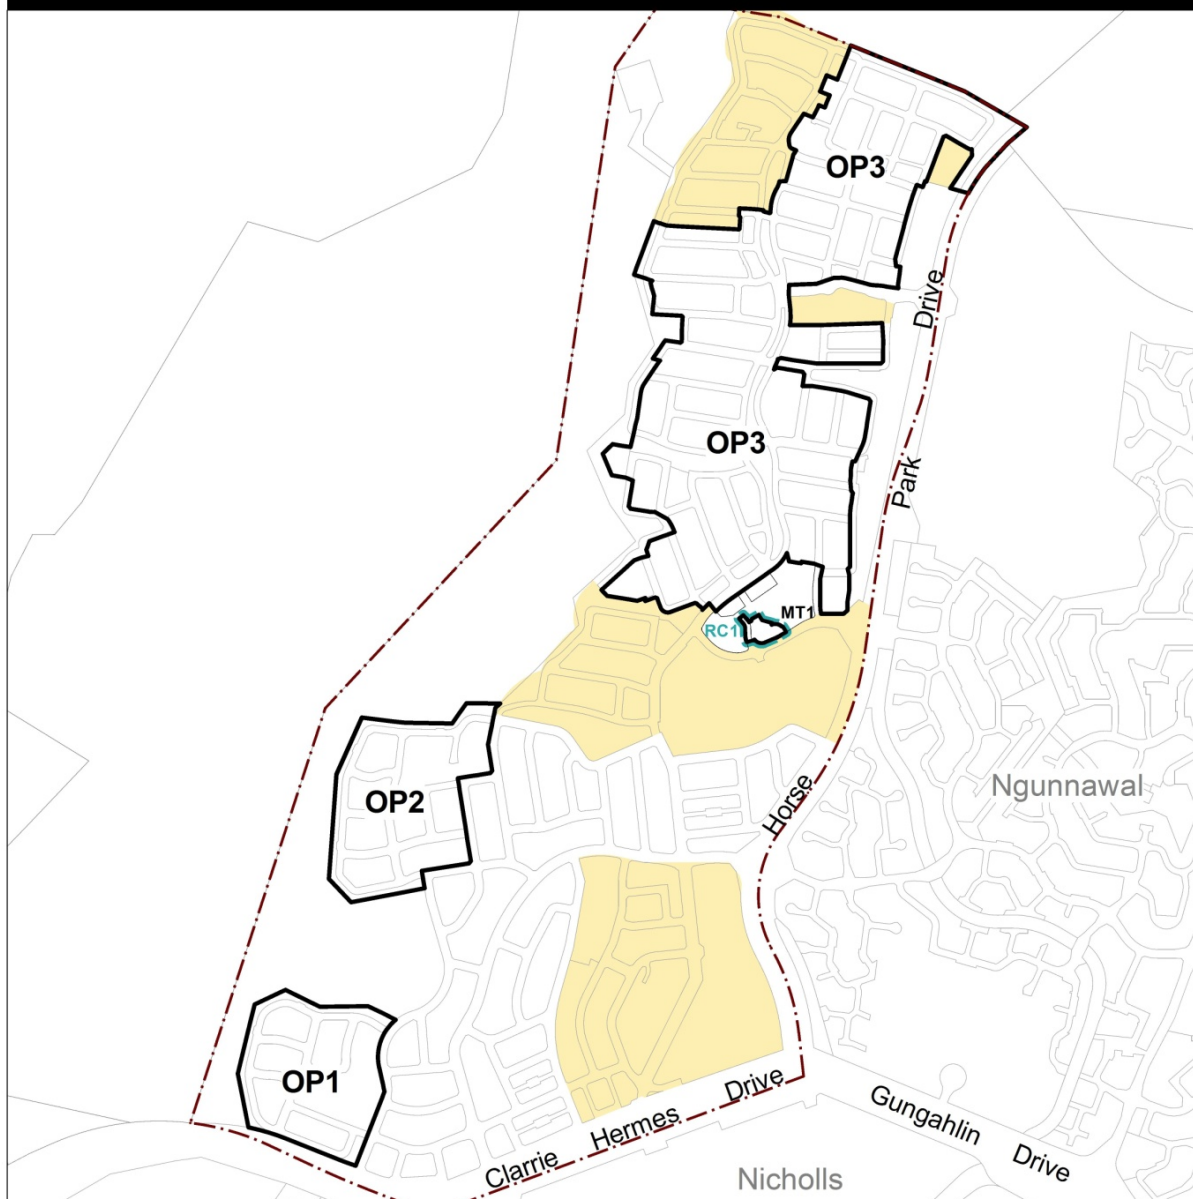 OP3
Drive
OP3
Park
MT1
RC1
Ngunnawal
OP2
Horse
OP1
Drive
Hermes
Clarrie
Gungahlin
Drive
Nicholls